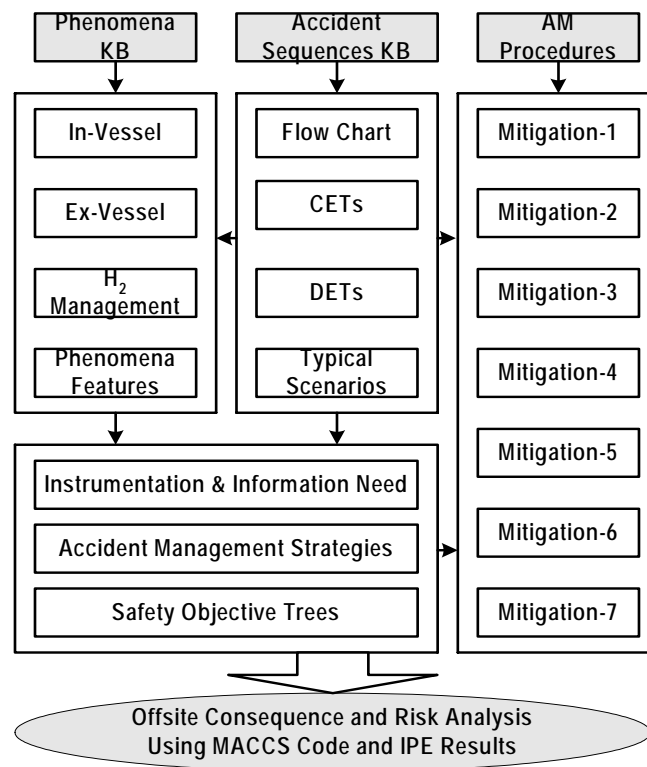 Phenomena
KB
Accident
Sequences KB
AM
Procedures
In-Vessel
Ex-Vessel
H₂
Management
Phenomena
Features
Flow Chart
CETs
DETs
Typical
Scenarios
Mitigation-1
Mitigation-2
Mitigation-3
Mitigation-4
Mitigation-5
Mitigation-6
Mitigation-7
Instrumentation & Information Need
Accident Management Strategies
Safety Objective Trees
Offsite Consequence and Risk Analysis
Using MACCS Code and IPE Results